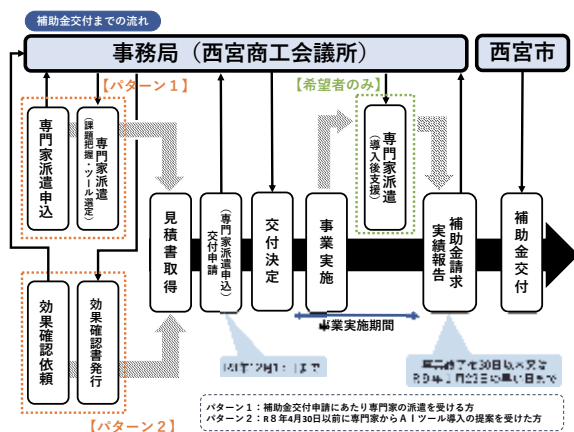 補助金交付までの流れ
事務局（西宮商工会議所）
西宮市
【パターン１】
【希望者のみ】
専門家派遣申込
専門家派遣
（課題把握・ツール選定）
専門家派遣
（導入後支援）
見積書取得
交付申請
（専門家派遣申込）
交付決定
事業実施
補助金請求
実績報告
補助金交付
効果確認依頼
効果確認書発行
事業実施期間
【パターン２】
パターン１：補助金交付申請にあたり専門家の派遣を受ける方
パターン２：R８年4月30日以前に専門家からＡＩツール導入の提案を受けた方